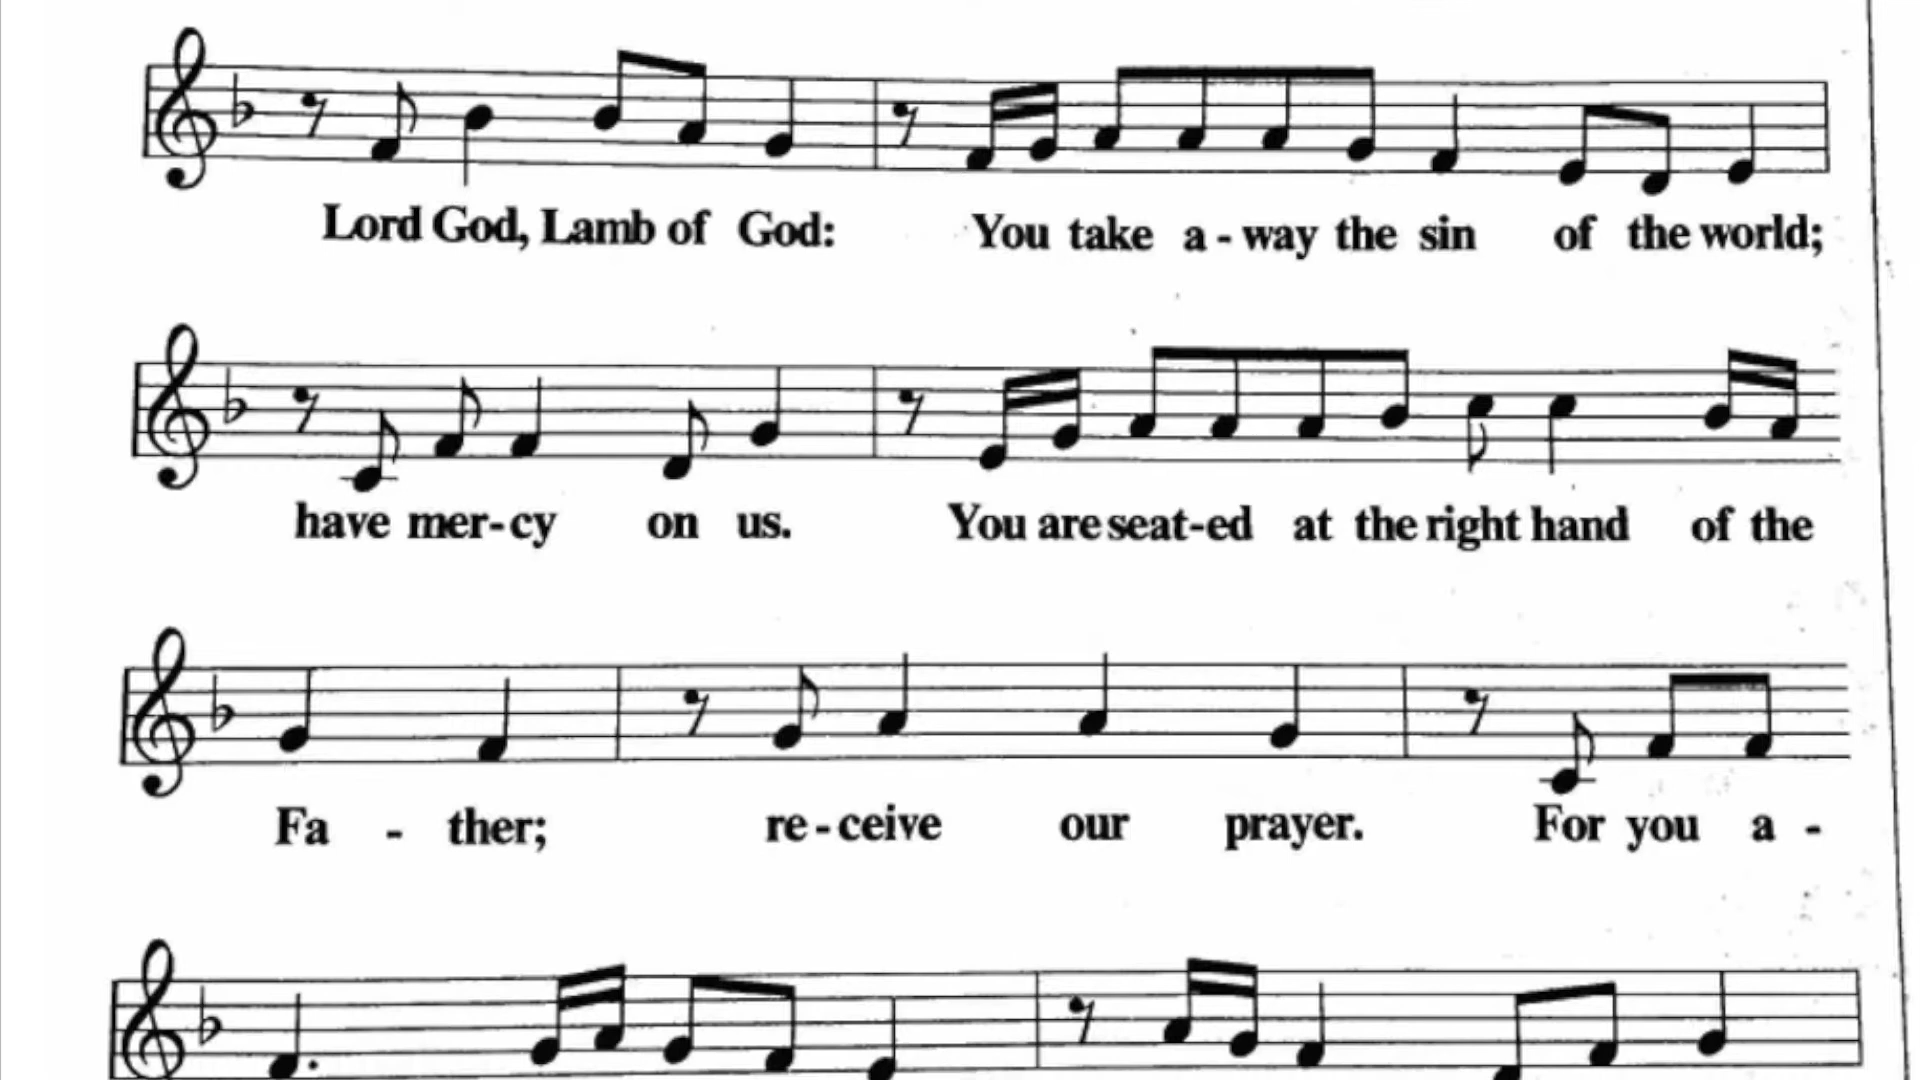 Lord God, Lamb of God: You take a - way the sin of the world;
have mer - cy on us. You are seat - ed at the right hand of the
Fa - ther; re - ceive our prayer. For you a -